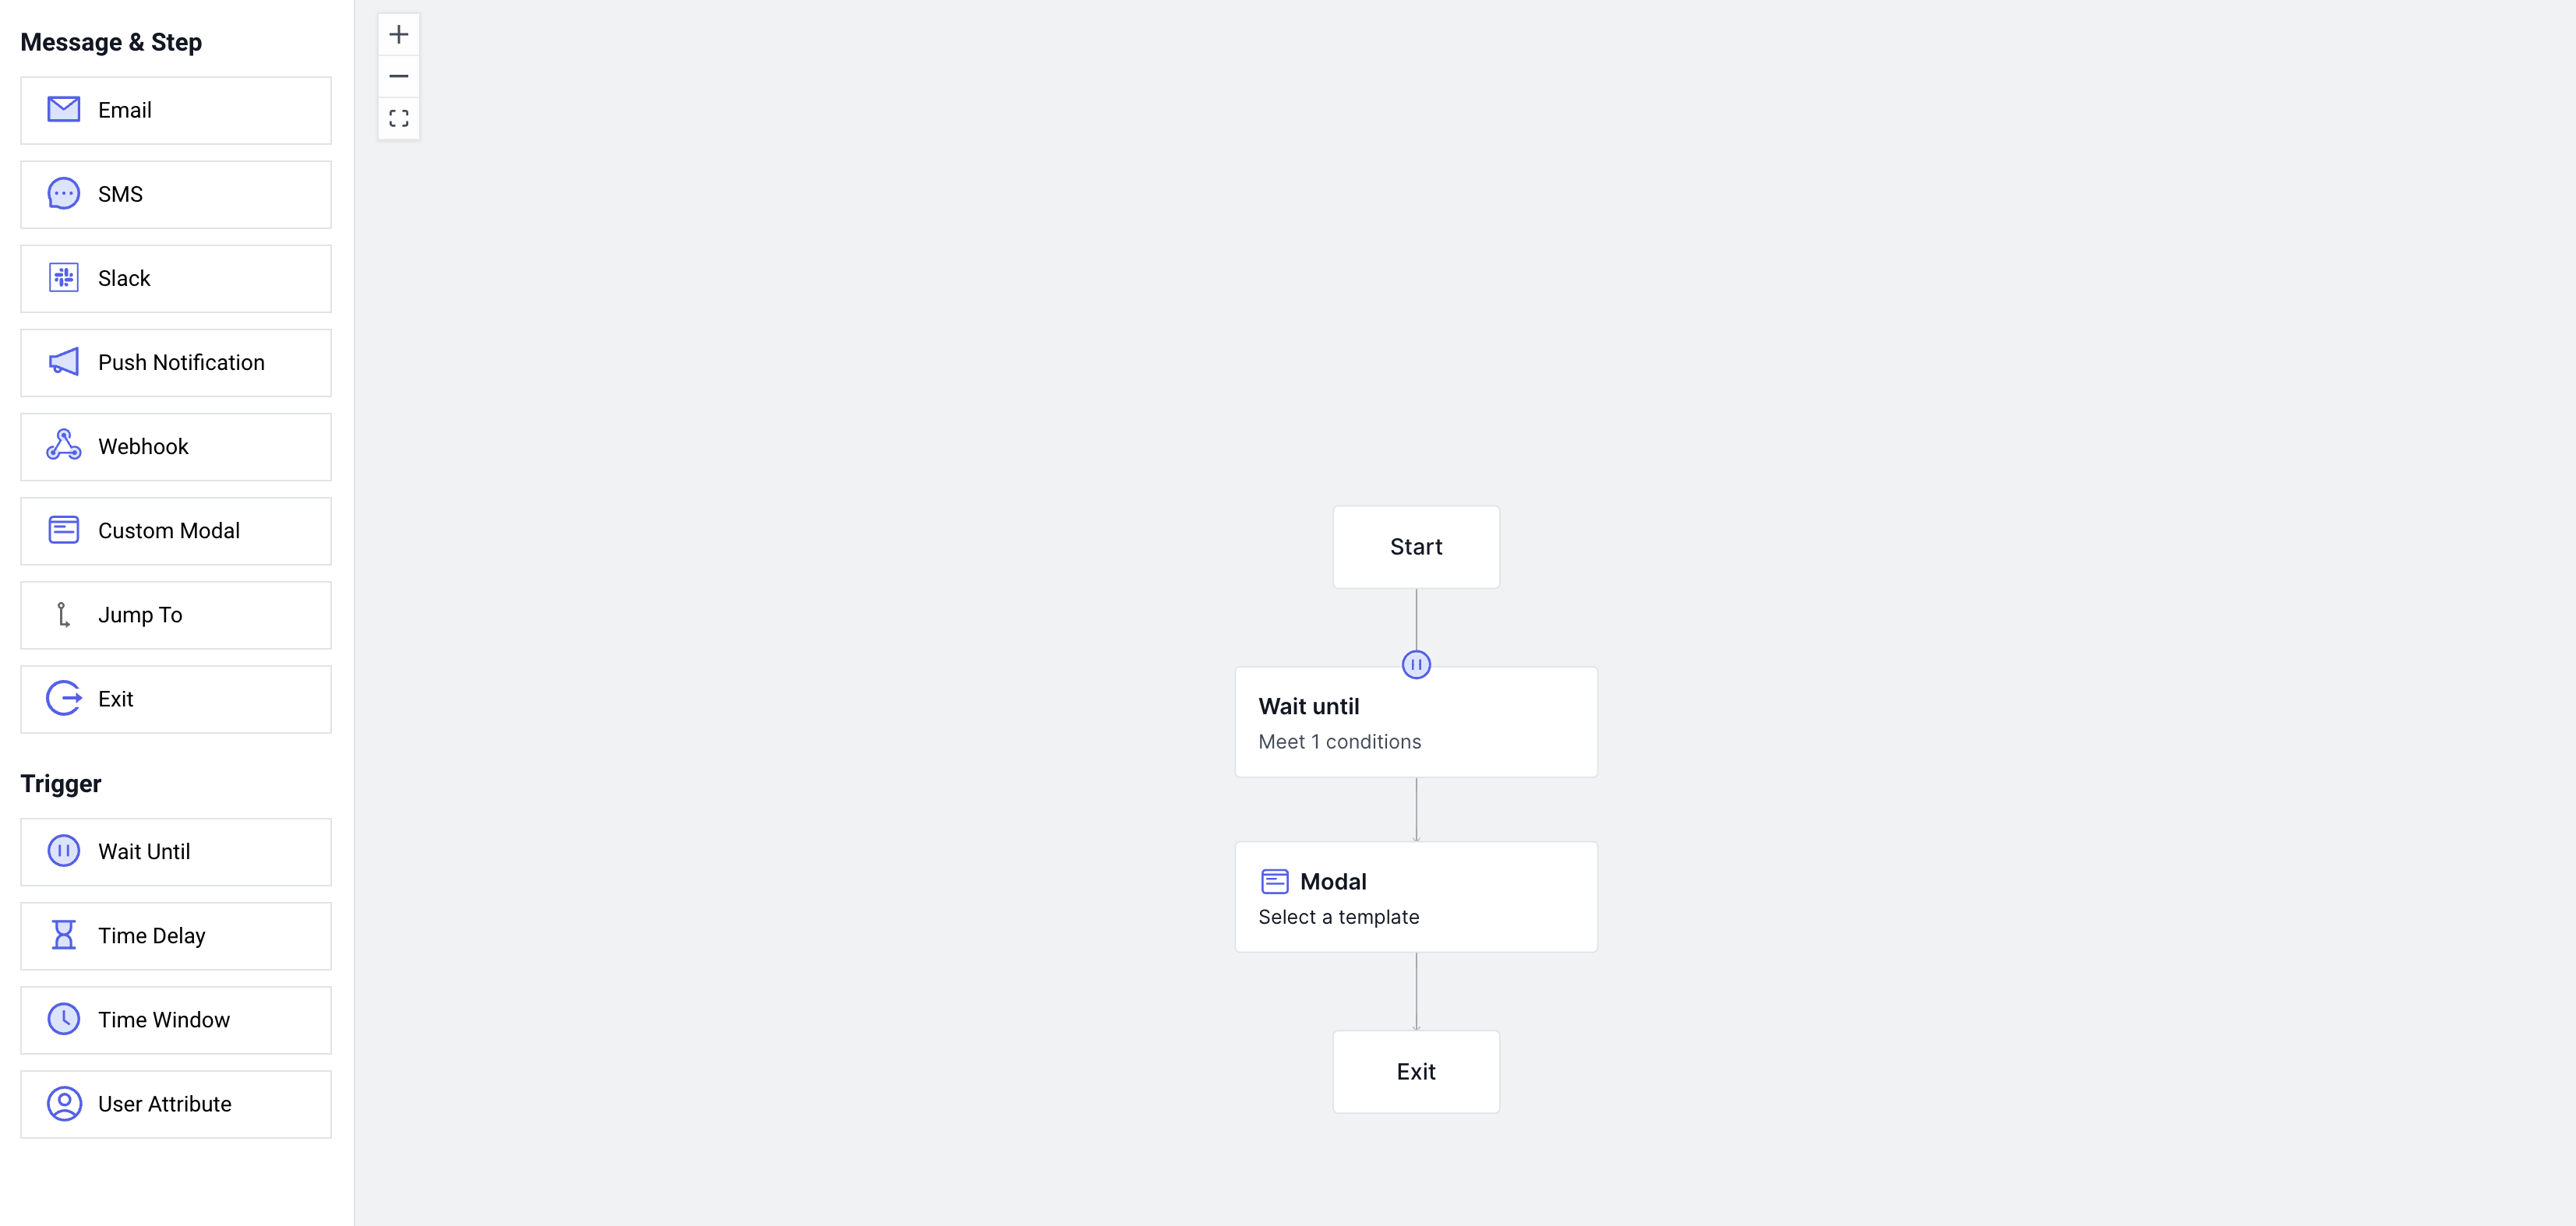 Message & Step
Email
SMS
Slack
Push Notification
Webhook
Custom Modal
Jump To
Exit
Trigger
Wait Until
Time Delay
Time Window
User Attribute
Start
Wait until
Meet 1 conditions
Modal
Select a template
Exit